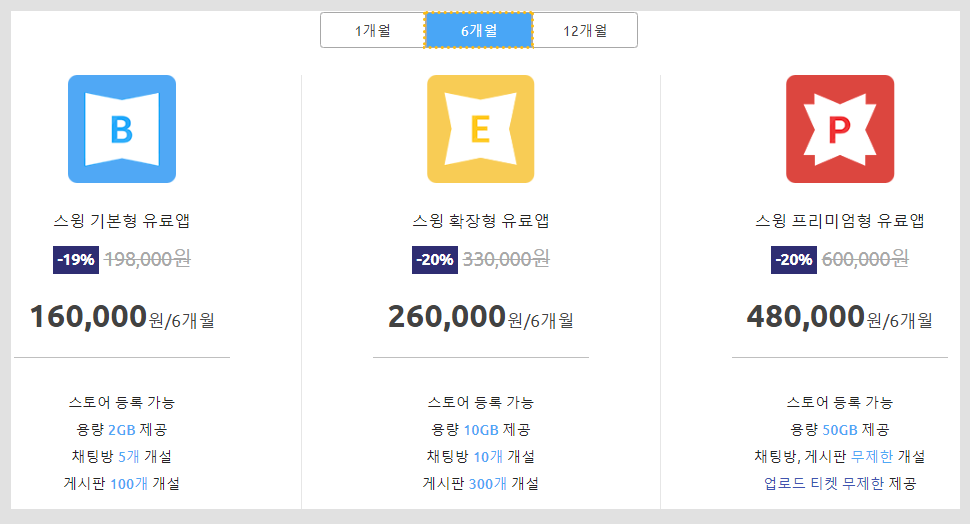 1개월
6개월
12개월
B
스윙 기본형 유료앱
-19% 198,000원
160,000원/6개월
스토어 등록 가능
용량 2GB 제공
채팅방 5개 개설
게시판 100개 개설
E
스윙 확장형 유료앱
-20% 330,000원
260,000원/6개월
스토어 등록 가능
용량 10GB 제공
채팅방 10개 개설
게시판 300개 개설
P
스윙 프리미엄형 유료앱
-20% 600,000원
480,000원/6개월
스토어 등록 가능
용량 50GB 제공
채팅방, 게시판 무제한 개설
업로드 티켓 무제한 제공